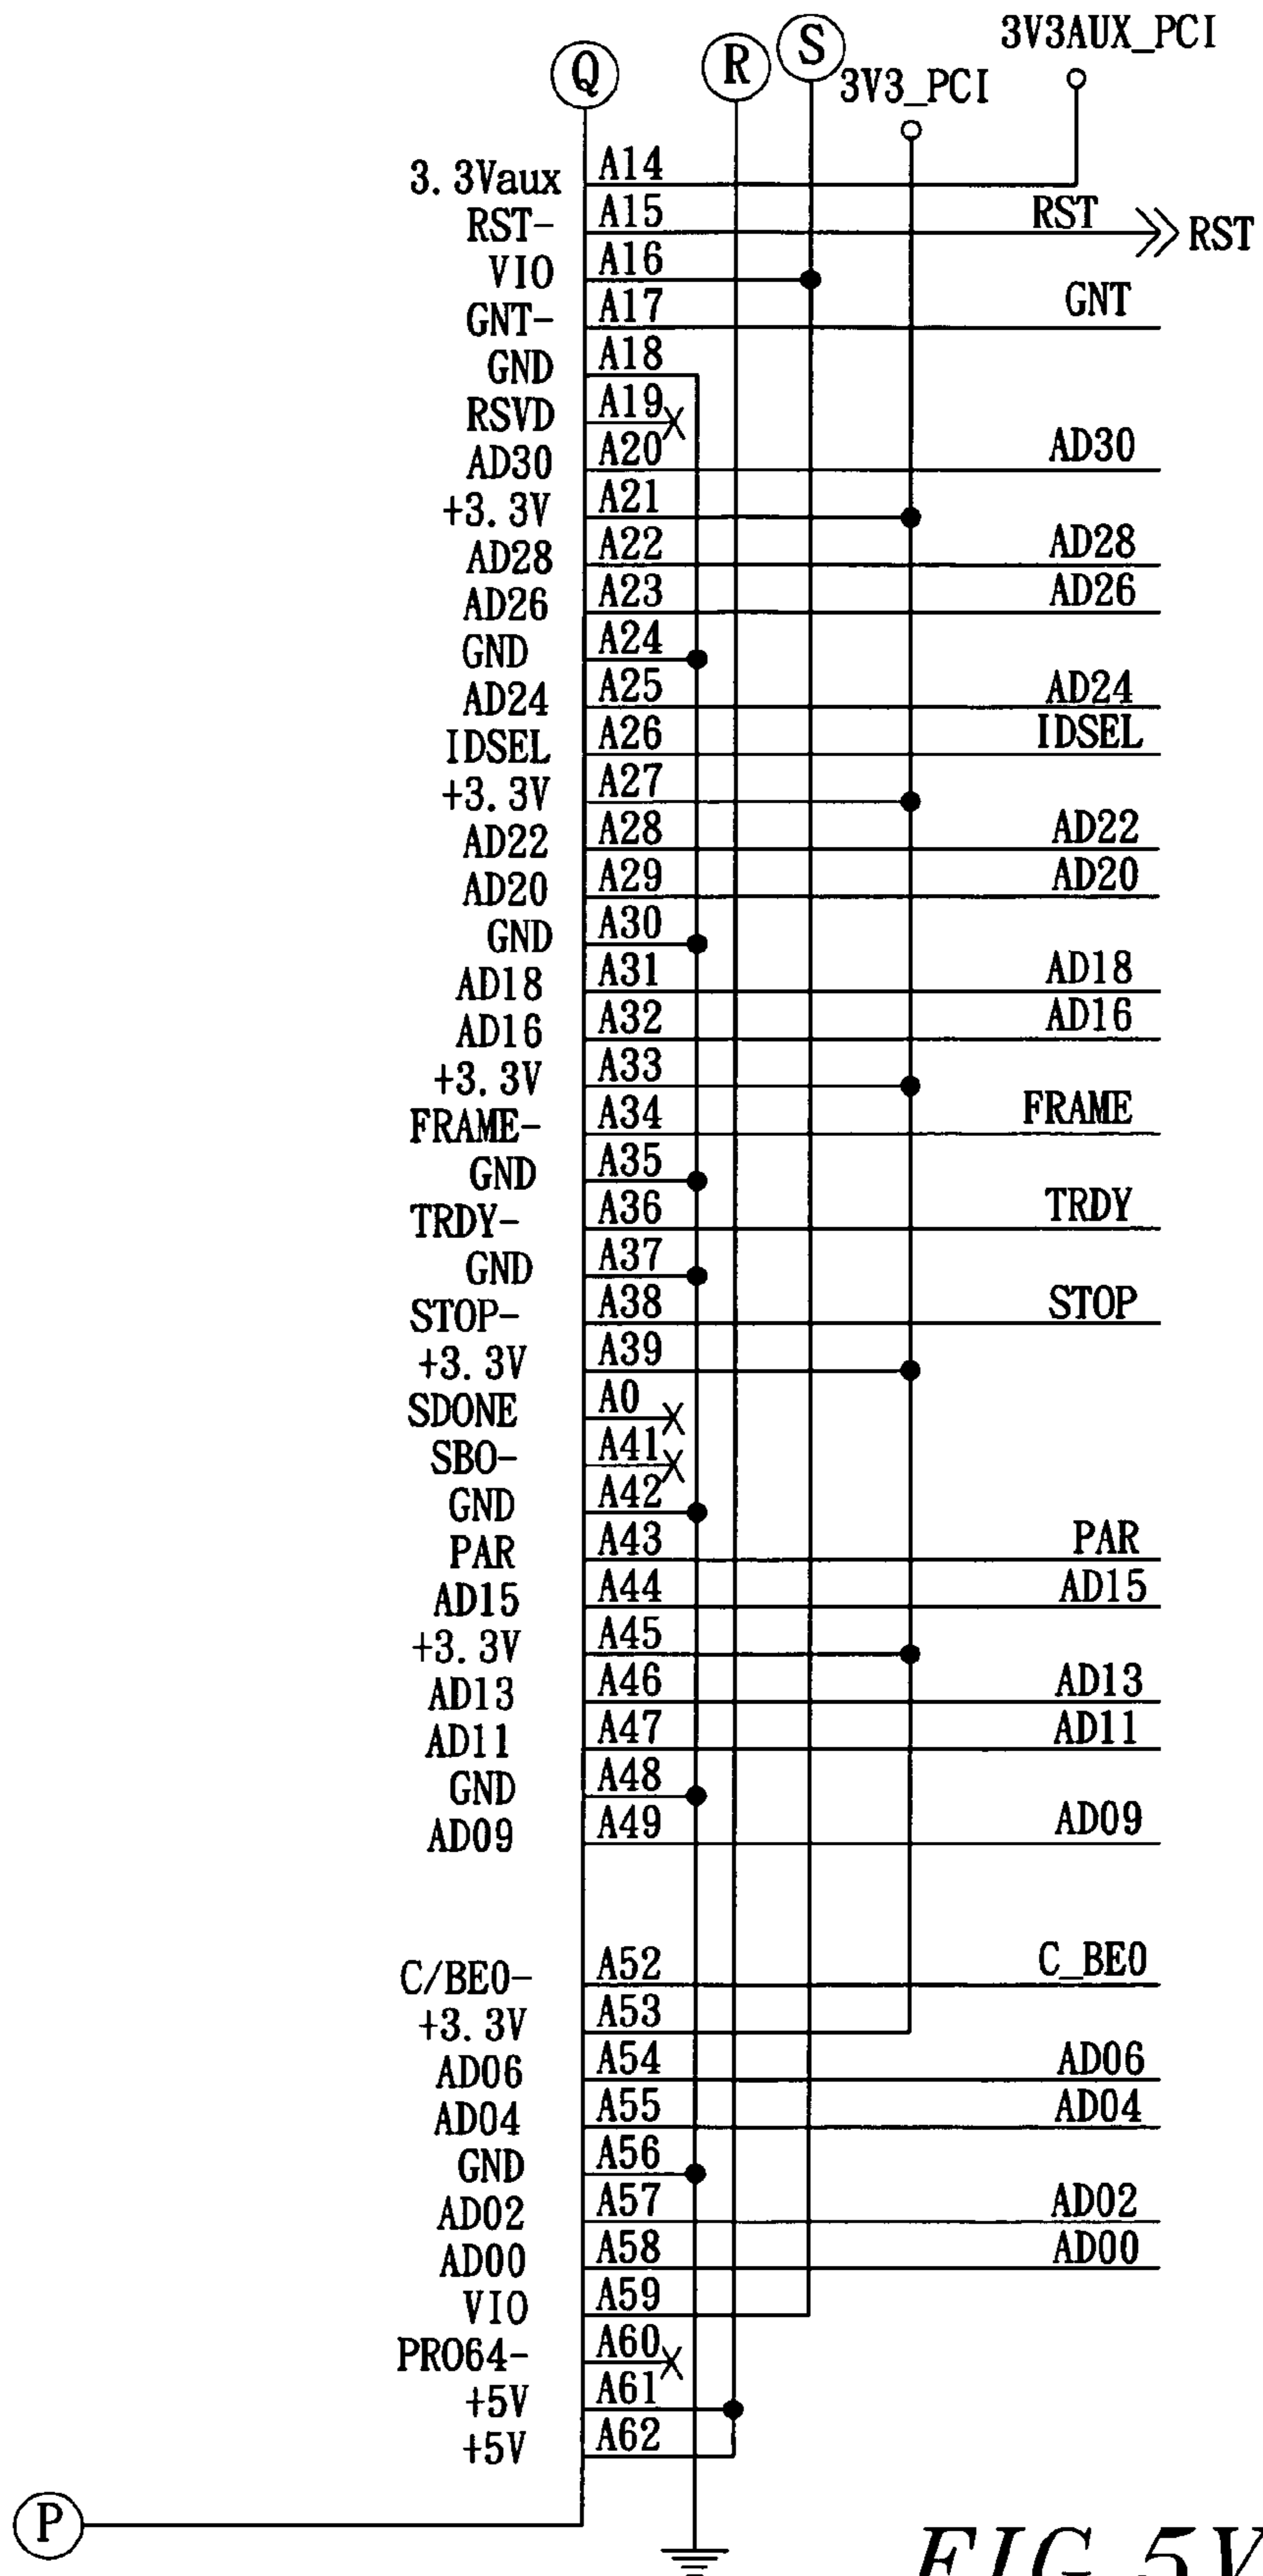 3V3AUX_PCI
Q R S 3V3_PCI
3.3Vaux A14
RST- A15 RST RST
VIO A16
GNT- A17 GNT
GND A18
RSVD A19
AD30 A20 AD30
+3.3V A21
AD28 A22 AD28
AD26 A23 AD26
GND A24
AD24 A25 AD24
IDSEL A26 IDSEL
+3.3V A27
AD22 A28 AD22
AD20 A29 AD20
GND A30
AD18 A31 AD18
AD16 A32 AD16
+3.3V A33
FRAME- A34 FRAME
GND A35
TRDY- A36 TRDY
GND A37
STOP- A38 STOP
+3.3V A39
SDONE A0
SBO- A41
GND A42
PAR A43 PAR
AD15 A44 AD15
+3.3V A45
AD13 A46 AD13
AD11 A47 AD11
GND A48
AD09 A49 AD09
C/BE0- A52 C_BE0
+3.3V A53
AD06 A54 AD06
AD04 A55 AD04
GND A56
AD02 A57 AD02
AD00 A58 AD00
VIO A59
PRO64- A60
+5V A61
+5V A62
P
FIG 5V